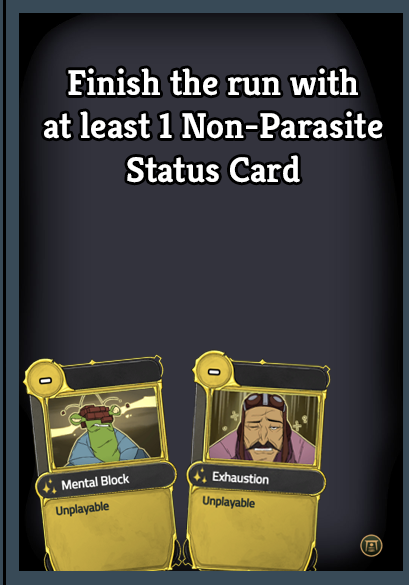 Finish the run with
at least 1 Non-Parasite
Status Card
Mental Block
Unplayable
Exhaustion
Unplayable